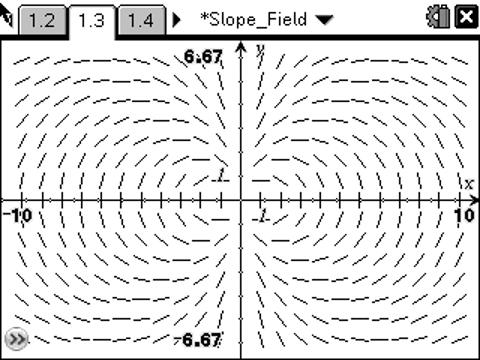 1.2 1.3 1.4 *Slope_Field
6.67 y
.1
x
-10 .1 10
-6.67